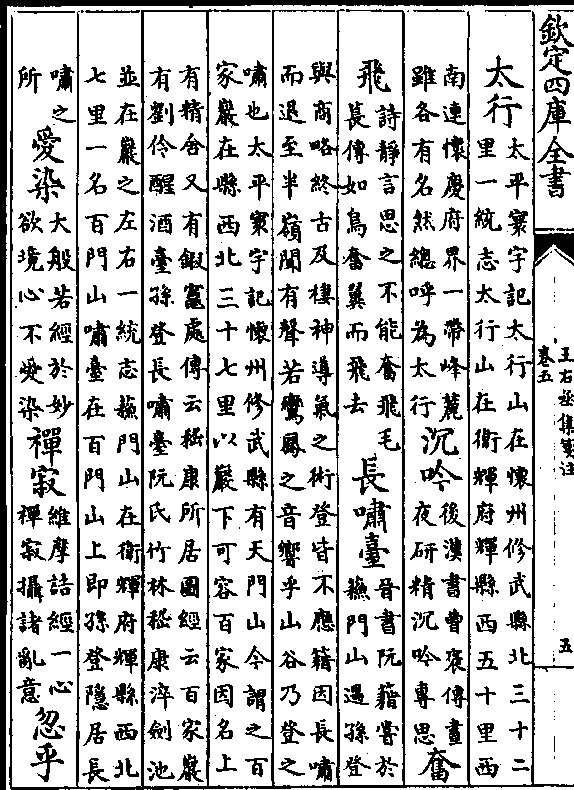 欽定四庫全書
王右丞集箋注
卷五
五
太行
太平寰宇記太行山在懷州修武縣北三十二
里一統志太行山在衛輝府輝縣西五十里西
南連懷慶府界一帶峰麓
雖各有名然總呼為太行
沉吟
後漢書曹襃傳晝
夜研精沉吟專思
奮
飛
詩靜言思之不能奮飛毛
萇傳如鳥奮翼而飛去
長嘯臺
晉書阮籍嘗於
蘇門山遇孫登
與商略終古及棲神導氣之術登皆不應籍因長嘯
而退至半嶺聞有聲若鸞鳳之音響乎山谷乃登之
嘯也太平寰宇記懷州修武縣有天門山今謂之百
家巖在縣西北三十七里以巖下可容百家因名上
有精舍又有鍛竈處傳云嵇康所居圖經云百家巖
有劉伶醒酒臺孫登長嘯臺阮氏竹林嵇康淬劍池
並在巖之左右一統志蘇門山在衛輝府輝縣西北
七里一名百門山嘯臺在百門山上即孫登隱居長
嘯之
所
愛染
大般若經於妙
欲境心不愛染
禪寂
維摩詰經一心
禪寂攝諸亂意
忽乎